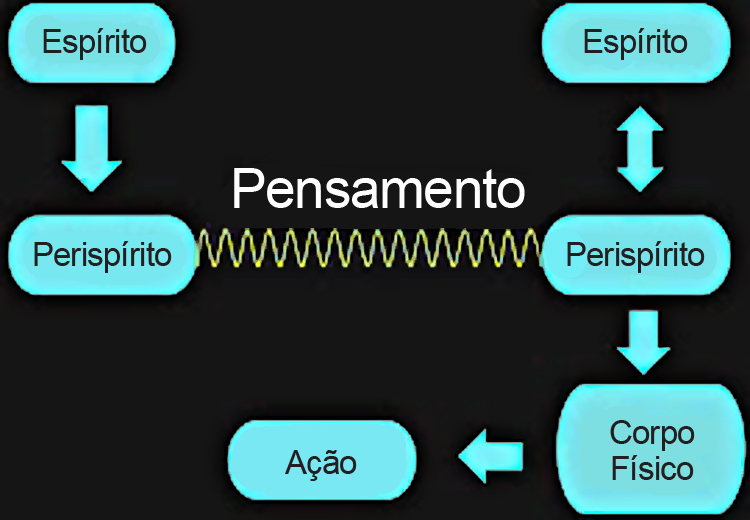 Espírito
Espírito
Pensamento
Perispírito
Perispírito
Ação
Corpo
Físico